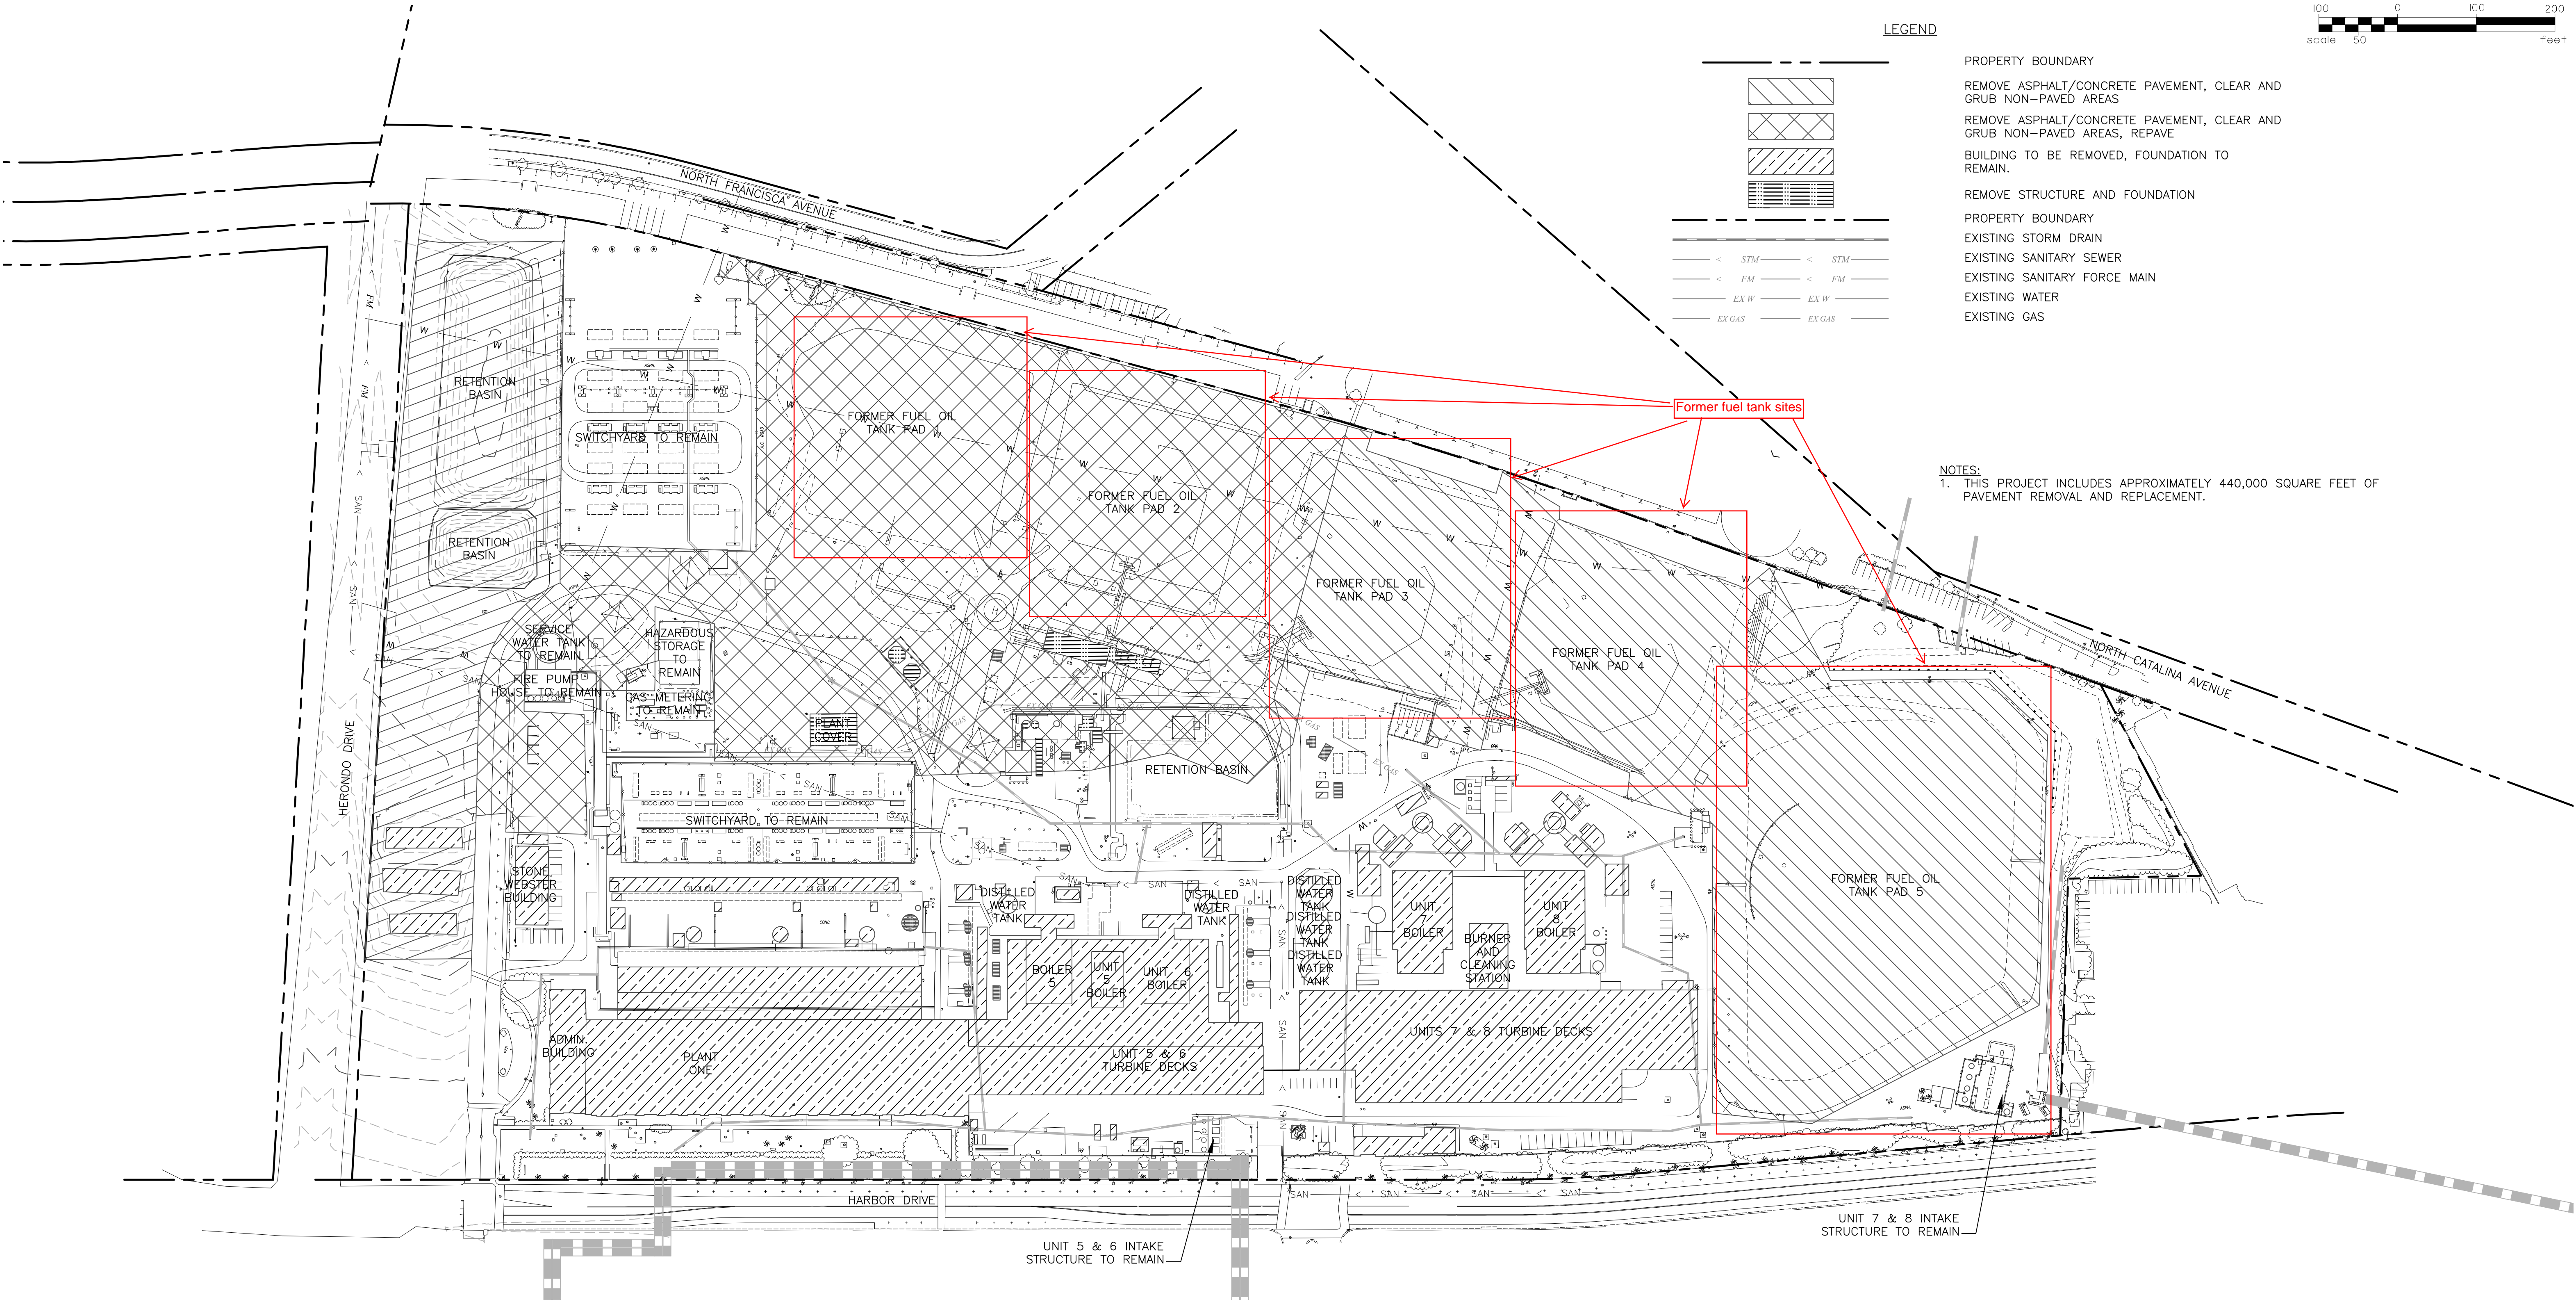 100 0 100 200
scale 50 feet
LEGEND
PROPERTY BOUNDARY
REMOVE ASPHALT/CONCRETE PAVEMENT, CLEAR AND
GRUB NON-PAVED AREAS
REMOVE ASPHALT/CONCRETE PAVEMENT, CLEAR AND
GRUB NON-PAVED AREAS, REPAVE
BUILDING TO BE REMOVED, FOUNDATION TO
REMAIN.
REMOVE STRUCTURE AND FOUNDATION
PROPERTY BOUNDARY
EXISTING STORM DRAIN
< STM < STM
EXISTING SANITARY SEWER
< FM < FM
EXISTING SANITARY FORCE MAIN
EX W EX W
EXISTING WATER
EX GAS EX GAS
EXISTING GAS
NOTES:
1. THIS PROJECT INCLUDES APPROXIMATELY 440,000 SQUARE FEET OF
PAVEMENT REMOVAL AND REPLACEMENT.
Former fuel tank sites
NORTH FRANCISCA AVENUE
NORTH CATALINA AVENUE
HERONDO DRIVE
HARBOR DRIVE
RETENTION
BASIN
RETENTION
BASIN
SWITCHYARD TO REMAIN
FORMER FUEL OIL
TANK PAD 1
FORMER FUEL OIL
TANK PAD 2
FORMER FUEL OIL
TANK PAD 3
FORMER FUEL OIL
TANK PAD 4
FORMER FUEL OIL
TANK PAD 5
SERVICE
WATER TANK
TO REMAIN
FIRE PUMP
HOUSE TO REMAIN
HAZARDOUS
STORAGE
TO
REMAIN
GAS METERING
TO REMAIN
PLANT
COVER
RETENTION BASIN
SWITCHYARD TO REMAIN
STONE
WEBSTER
BUILDING
DISTILLED
WATER
TANK
DISTILLED
WATER
TANK
DISTILLED
WATER
TANK
DISTILLED
WATER
TANK
DISTILLED
WATER
TANK
UNIT
7
BOILER
UNIT
8
BOILER
BURNER
AND
CLEANING
STATION
BOILER
5
UNIT
5
BOILER
UNIT 6
BOILER
ADMIN.
BUILDING
PLANT
ONE
UNIT 5 & 6
TURBINE DECKS
UNITS 7 & 8 TURBINE DECKS
UNIT 5 & 6 INTAKE
STRUCTURE TO REMAIN
UNIT 7 & 8 INTAKE
STRUCTURE TO REMAIN